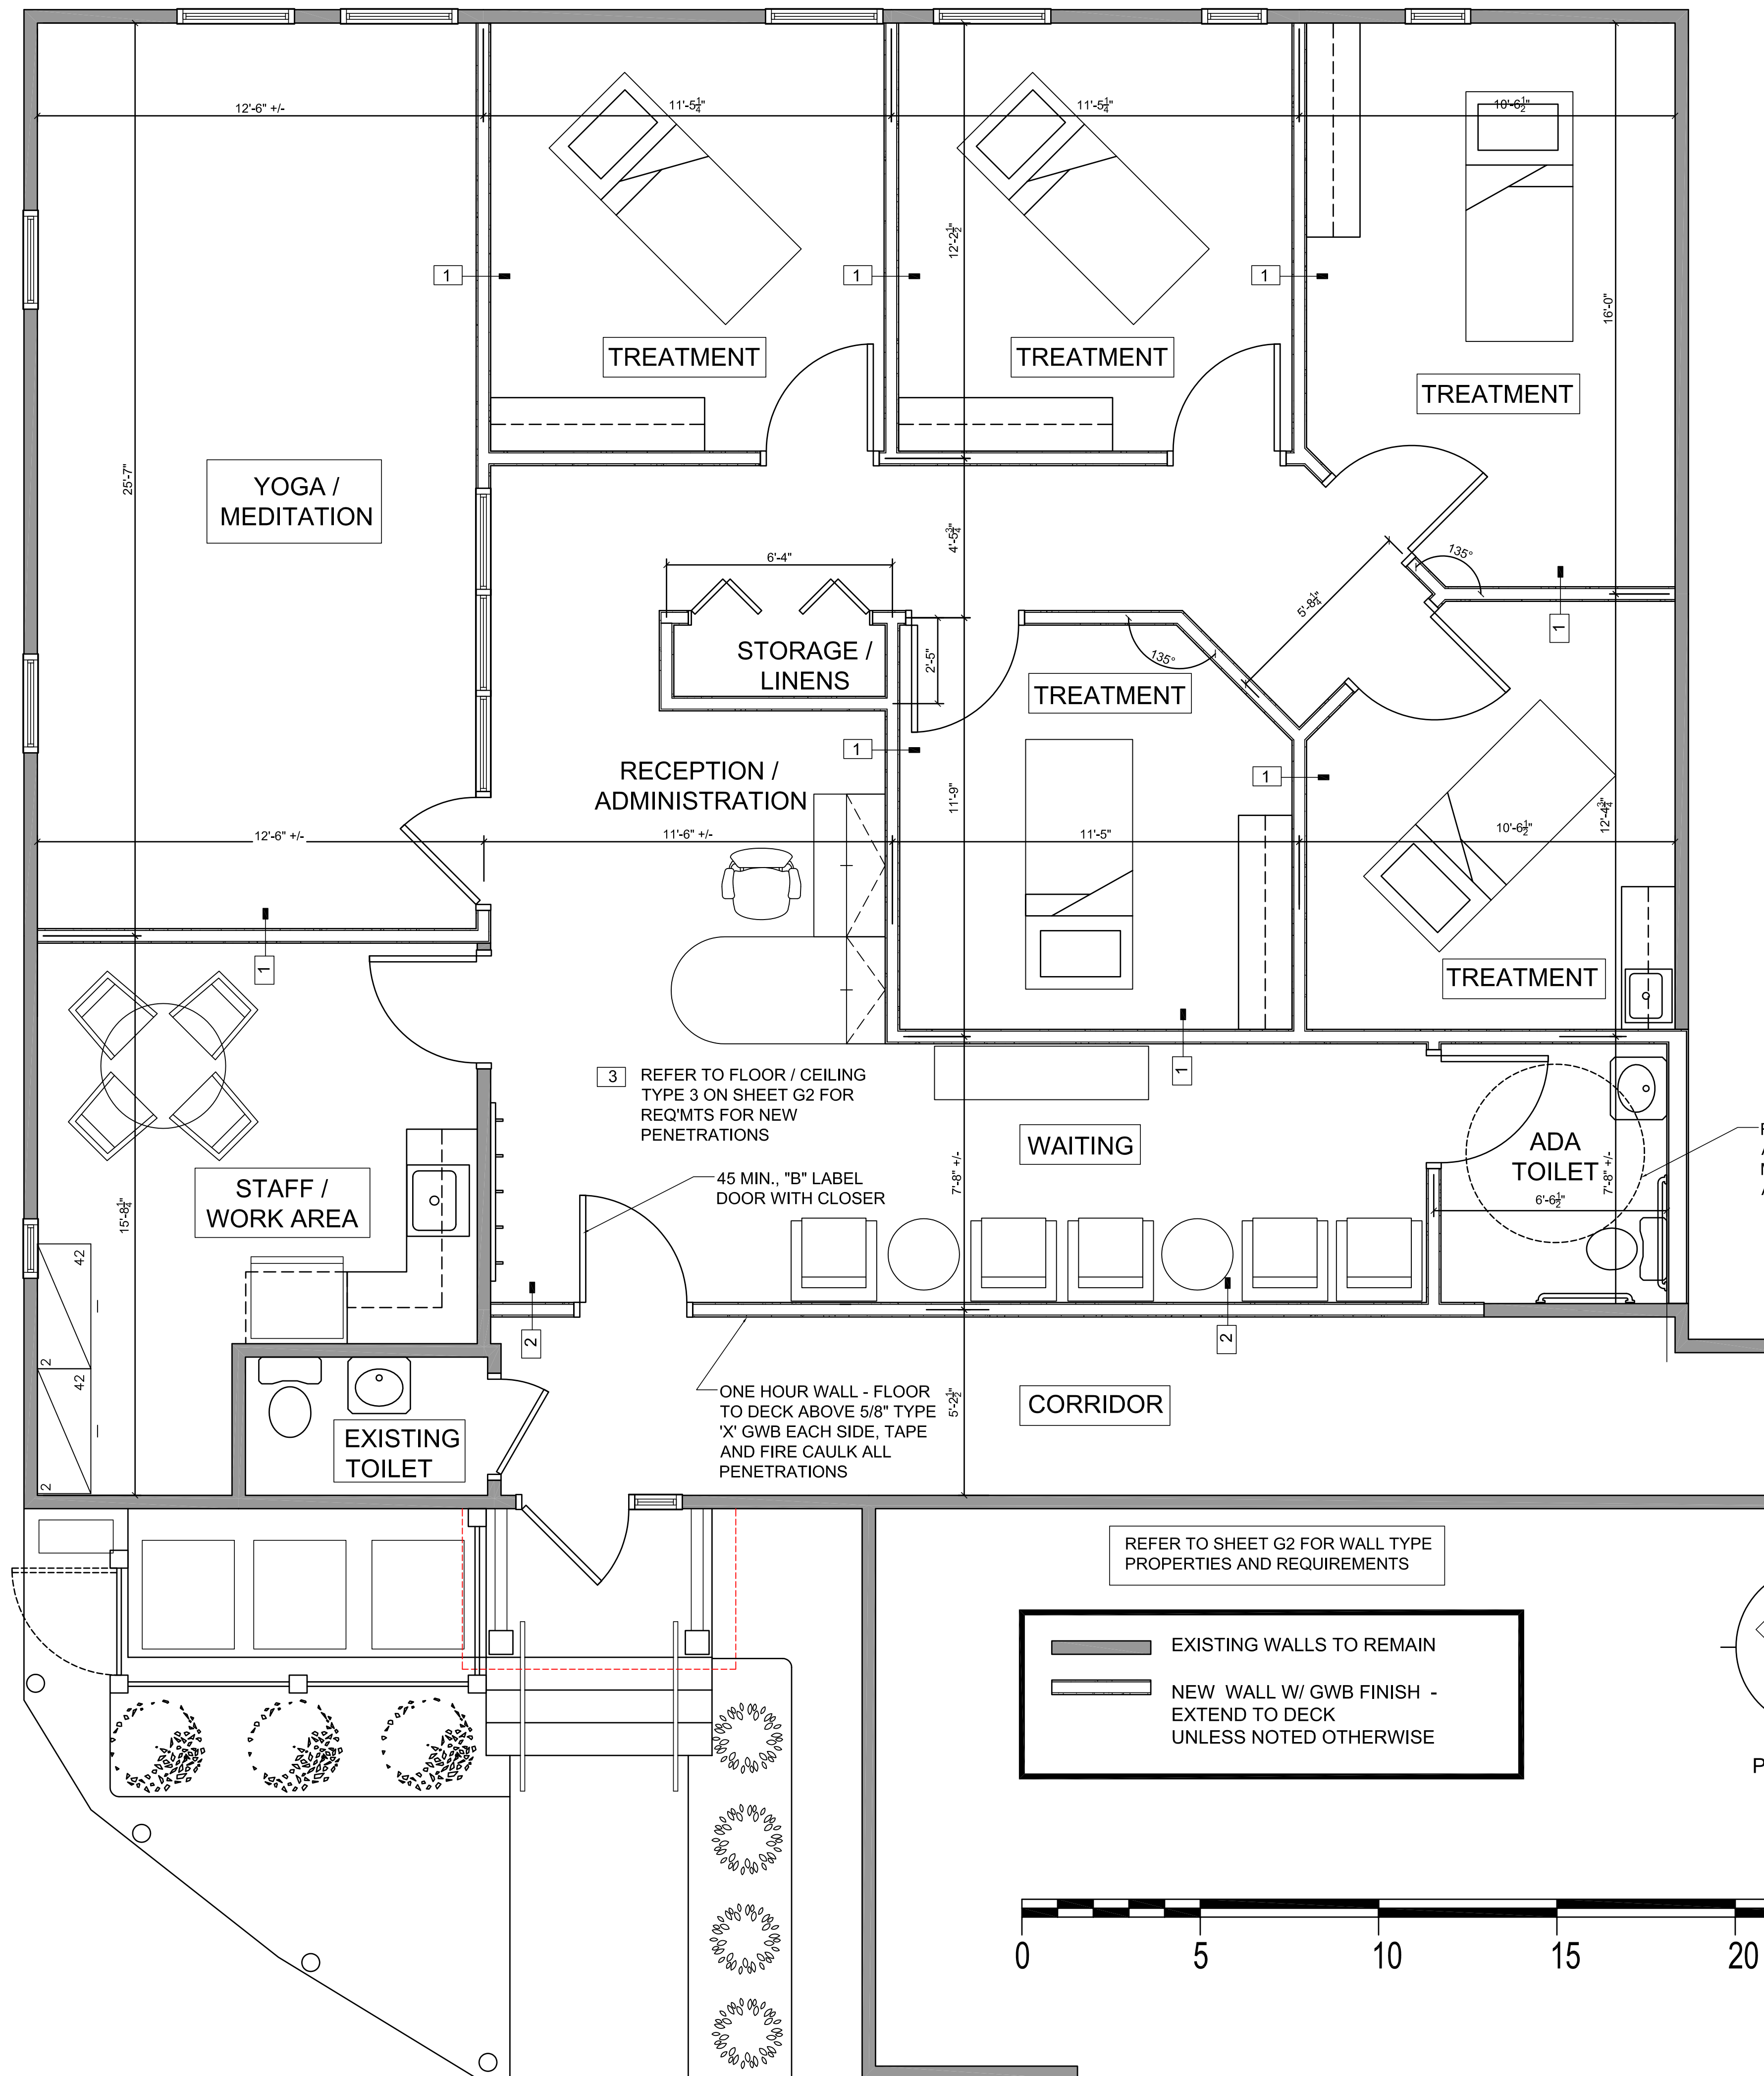 12'-6" +/-
11'-5¼"
11'-5¼"
10'-6½"
12'-2½"
1
1
1
16'-0"
TREATMENT
TREATMENT
TREATMENT
25'-7"
YOGA /
MEDITATION
4'-5¾"
6'-4"
135°
5'-8¼"
1
STORAGE /
LINENS
2'-5"
135°
TREATMENT
1
1
RECEPTION /
ADMINISTRATION
11'-9"
12'-4¾"
12'-6" +/-
11'-6" +/-
11'-5"
10'-6½"
1
TREATMENT
3
REFER TO FLOOR / CEILING
TYPE 3 ON SHEET G2 FOR
REQ'MTS FOR NEW
PENETRATIONS
1
WAITING
ADA
TOILET
7'-8" +/-
7'-8" +/-
6'-6½"
45 MIN., "B" LABEL
DOOR WITH CLOSER
STAFF /
WORK AREA
15'-8¼"
42
2
42
2
2
2
ONE HOUR WALL - FLOOR
TO DECK ABOVE 5/8" TYPE
'X' GWB EACH SIDE, TAPE
AND FIRE CAULK ALL
PENETRATIONS
5'-2½"
CORRIDOR
EXISTING
TOILET
REFER TO SHEET G2 FOR WALL TYPE
PROPERTIES AND REQUIREMENTS
EXISTING WALLS TO REMAIN
NEW WALL W/ GWB FINISH -
EXTEND TO DECK
UNLESS NOTED OTHERWISE
0 5 10 15 20